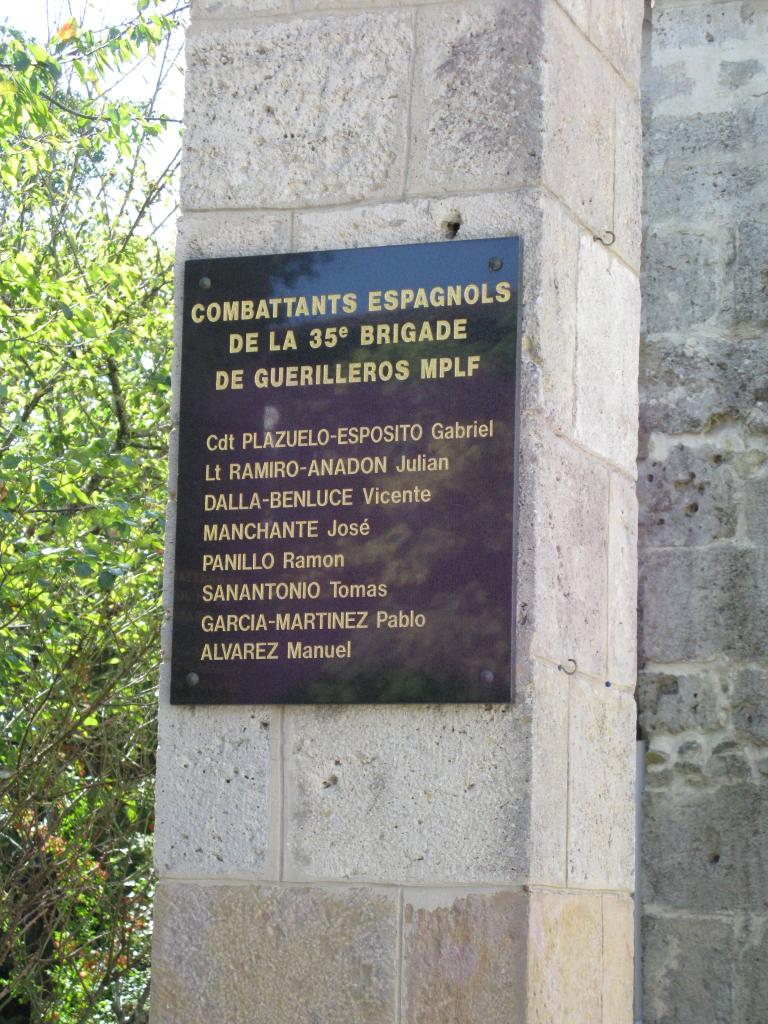 COMBATTANTS ESPAGNOLS
DE LA 35e BRIGADE
DE GUERILLEROS MPLF
Cdt PLAZUELO-ESPOSITO Gabriel
Lt RAMIRO-ANADON Julian
DALLA-BENLUCE Vicente
MANCHANTE José
PANILLO Ramon
SANANTONIO Tomas
GARCIA-MARTINEZ Pablo
ALVAREZ Manuel